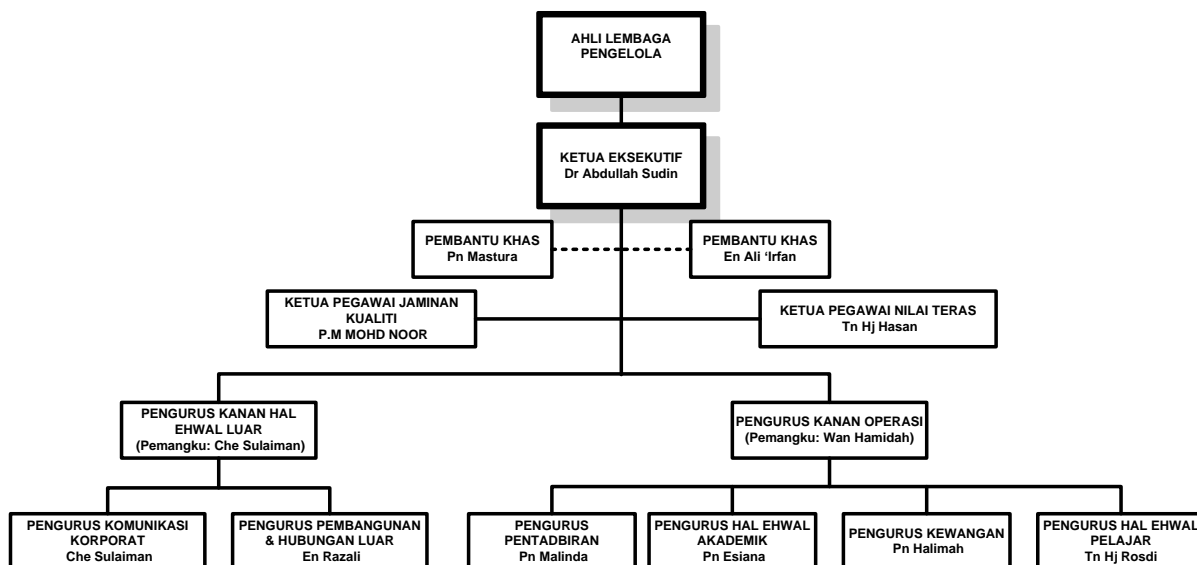 AHLI LEMBAGA
PENGELOLA
KETUA EKSEKUTIF
Dr Abdullah Sudin
PEMBANTU KHAS
Pn Mastura
PEMBANTU KHAS
En Ali ‘Irfan
KETUA PEGAWAI JAMINAN
KUALITI
P.M MOHD NOOR
KETUA PEGAWAI NILAI TERAS
Tn Hj Hasan
PENGURUS KANAN HAL
EHWAL LUAR
(Pemangku: Che Sulaiman)
PENGURUS KANAN OPERASI
(Pemangku: Wan Hamidah)
PENGURUS KOMUNIKASI
KORPORAT
Che Sulaiman
PENGURUS PEMBANGUNAN
& HUBUNGAN LUAR
En Razali
PENGURUS
PENTADBIRAN
Pn Malinda
PENGURUS HAL EHWAL
AKADEMIK
Pn Esiana
PENGURUS KEWANGAN
Pn Halimah
PENGURUS HAL EHWAL
PELAJAR
Tn Hj Rosdi